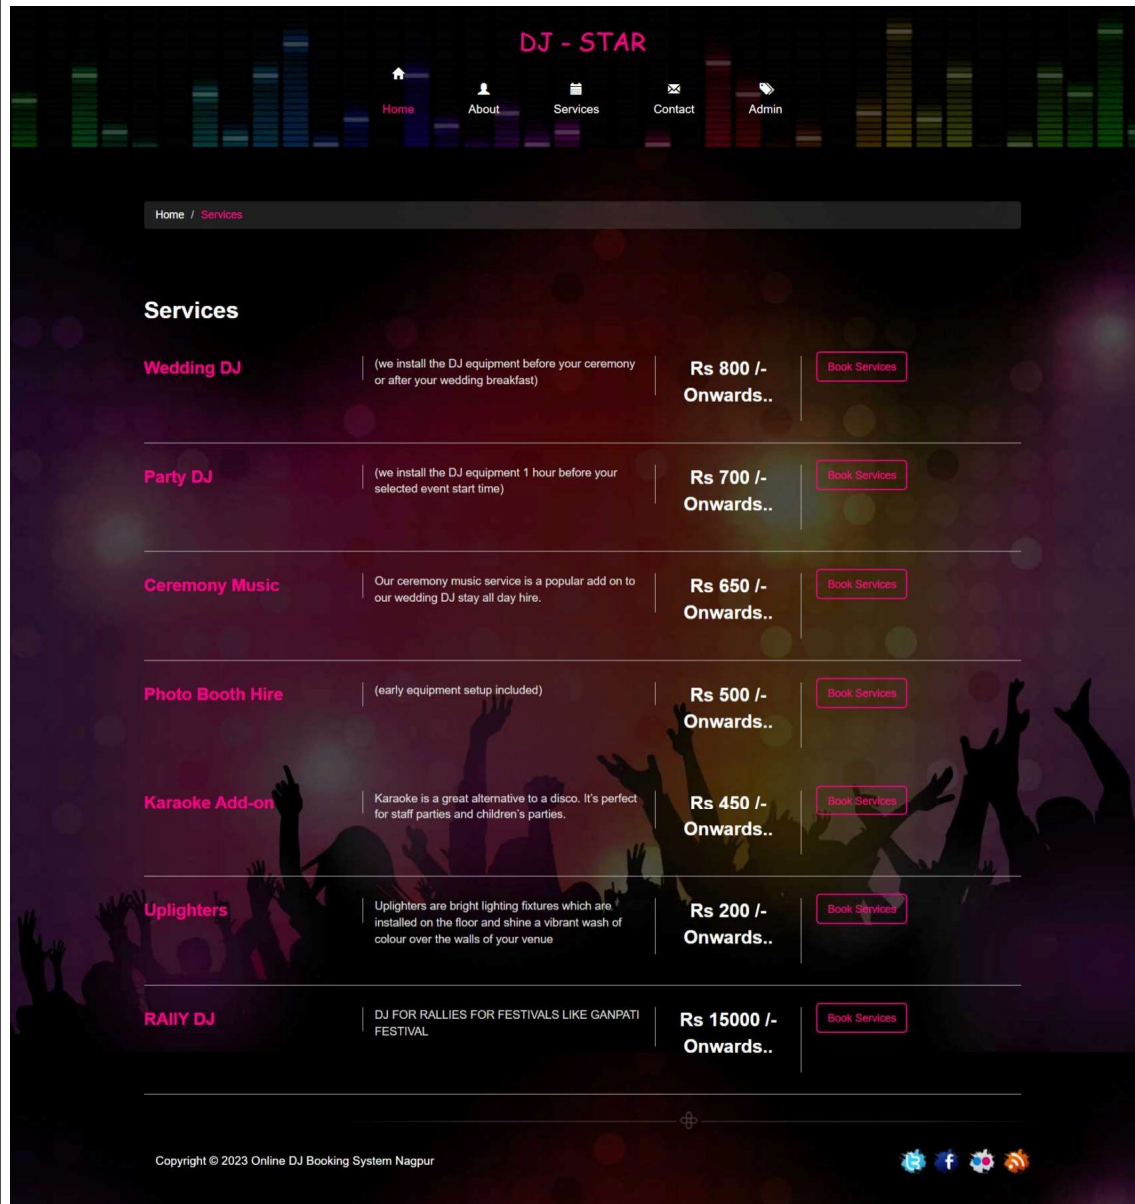 DJ - STAR
Home About Services Contact Admin
Home / Services
Services
Wedding DJ
(we install the DJ equipment before your ceremony
or after your wedding breakfast)
Rs 800 /-
Onwards..
Book Services
Party DJ
(we install the DJ equipment 1 hour before your
selected event start time)
Rs 700 /-
Onwards..
Book Services
Ceremony Music
Our ceremony music service is a popular add on to
our wedding DJ stay all day hire.
Rs 650 /-
Onwards..
Book Services
Photo Booth Hire
(early equipment setup included)
Rs 500 /-
Onwards..
Book Services
Karaoke Add-on
Karaoke is a great alternative to a disco. It’s perfect
for staff parties and children’s parties.
Rs 450 /-
Onwards..
Book Services
Uplighters
Uplighters are bright lighting fixtures which are
installed on the floor and shine a vibrant wash of
colour over the walls of your venue
Rs 200 /-
Onwards..
Book Services
RAllY DJ
DJ FOR RALLIES FOR FESTIVALS LIKE GANPATI
FESTIVAL
Rs 15000 /-
Onwards..
Book Services
Copyright © 2023 Online DJ Booking System Nagpur